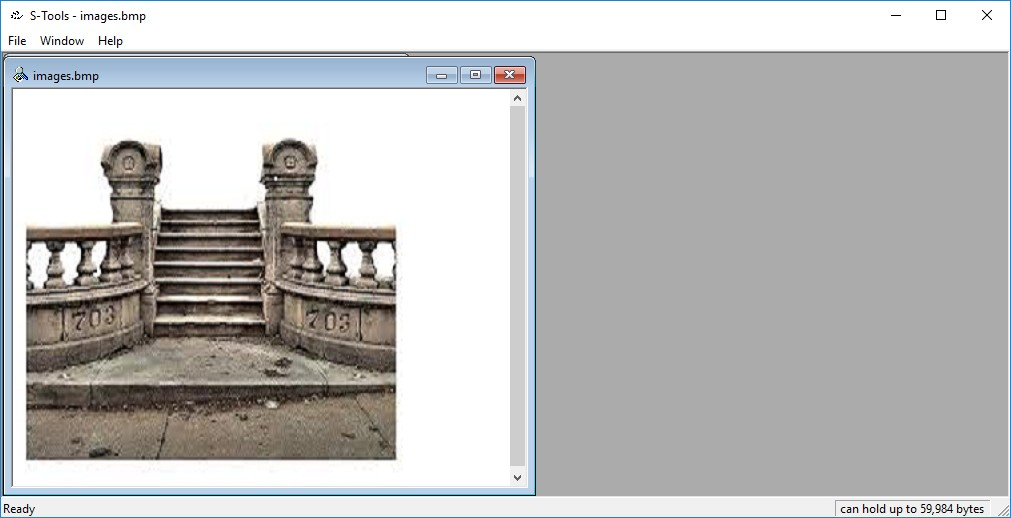 S-Tools - images.bmp
File Window Help
images.bmp
703 703
Ready can hold up to 59,984 bytes